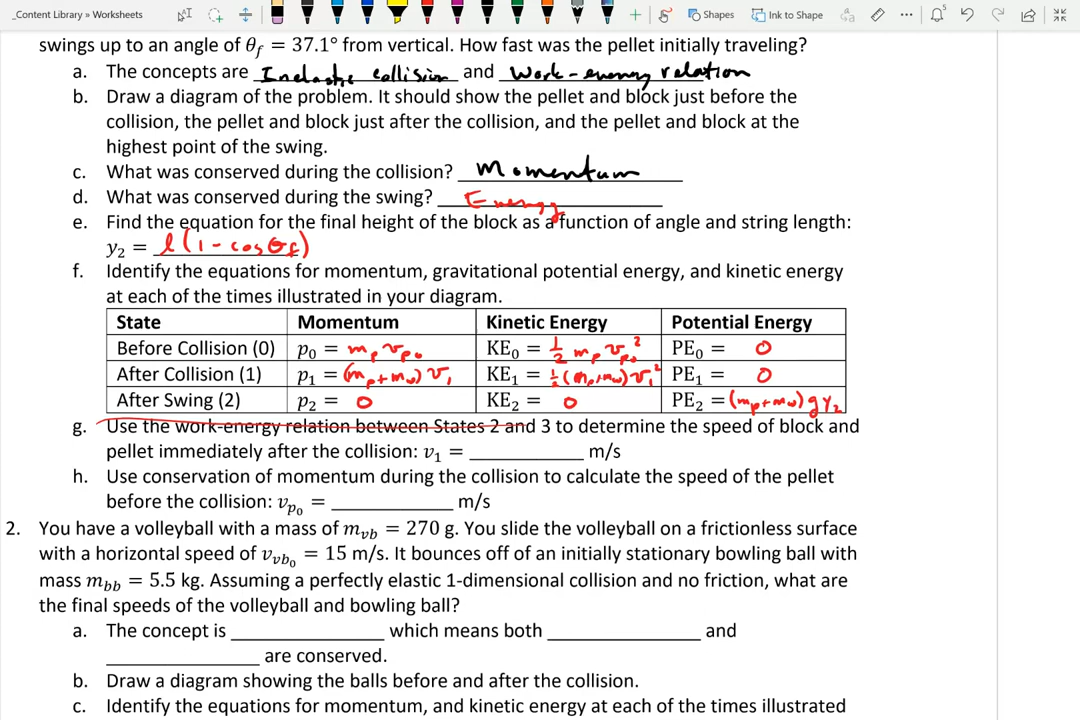 _Content Library » Worksheets
Shapes
Ink to Shape
5
swings up to an angle of θf = 37.1° from vertical. How fast was the pellet initially traveling?
a. The concepts are Inelastic collision and Work-energy relation
b. Draw a diagram of the problem. It should show the pellet and block just before the
collision, the pellet and block just after the collision, and the pellet and block at the
highest point of the swing.
c. What was conserved during the collision? Momentum
d. What was conserved during the swing? Energy
e. Find the equation for the final height of the block as a function of angle and string length:
y₂ = l(1 - cosθf)
f. Identify the equations for momentum, gravitational potential energy, and kinetic energy
at each of the times illustrated in your diagram.
State Momentum Kinetic Energy Potential Energy
Before Collision (0) p₀ = mₚvₚ₀ KE₀ = ½ mₚvₚ₀² PE₀ = 0
After Collision (1) p₁ = (mₚ+m_w)v₁ KE₁ = ½(mₚ+m_w)v₁² PE₁ = 0
After Swing (2) p₂ = 0 KE₂ = 0 PE₂ = (mₚ+m_w)gy₂
g. Use the work-energy relation between States 2 and 3 to determine the speed of block and
pellet immediately after the collision: v₁ = ____________ m/s
h. Use conservation of momentum during the collision to calculate the speed of the pellet
before the collision: vₚ₀ = ____________ m/s
2. You have a volleyball with a mass of m_vb = 270 g. You slide the volleyball on a frictionless surface
with a horizontal speed of v_vb₀ = 15 m/s. It bounces off of an initially stationary bowling ball with
mass m_bb = 5.5 kg. Assuming a perfectly elastic 1-dimensional collision and no friction, what are
the final speeds of the volleyball and bowling ball?
a. The concept is ________________ which means both ________________ and
________________ are conserved.
b. Draw a diagram showing the balls before and after the collision.
c. Identify the equations for momentum, and kinetic energy at each of the times illustrated